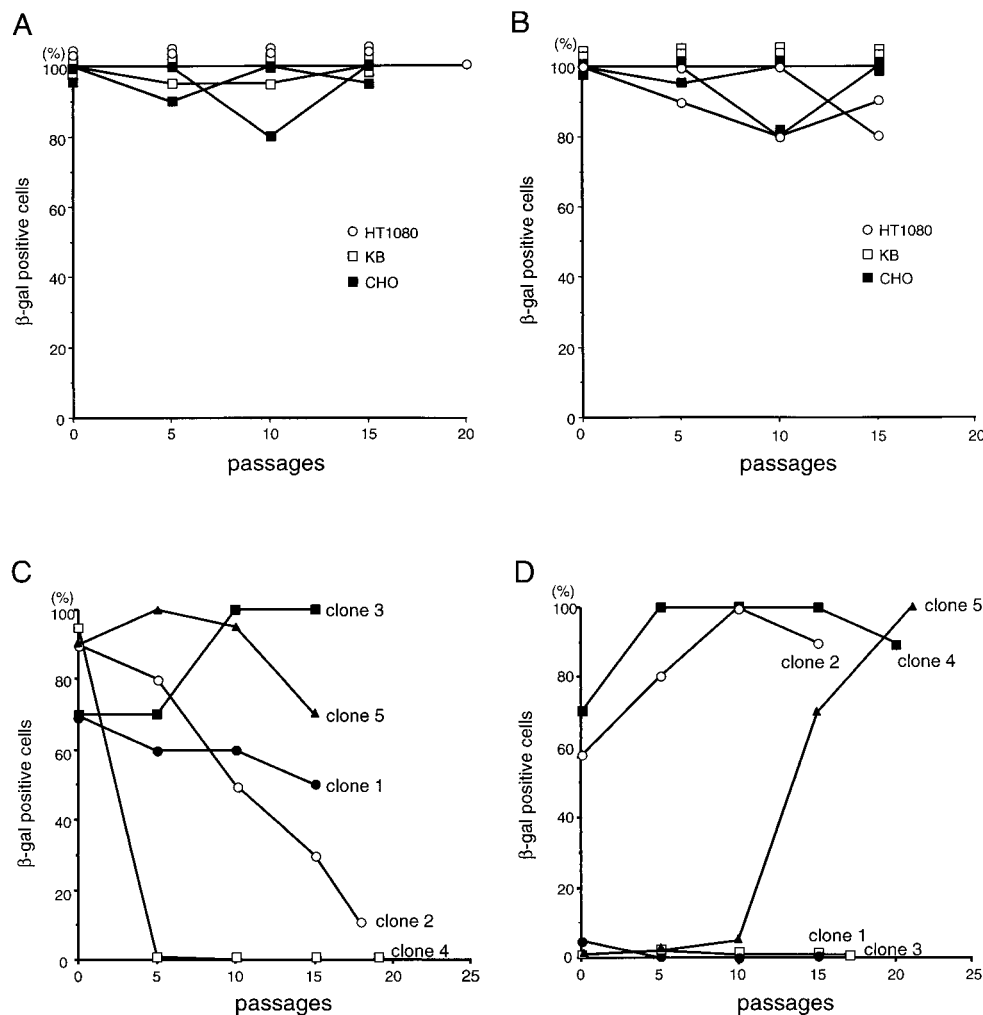 A
(%)
100
80
60
40
20
0
β-gal positive cells
HT1080
KB
CHO
0 5 10 15 20
passages
B
(%)
100
80
60
40
20
0
β-gal positive cells
HT1080
KB
CHO
0 5 10 15 20
passages
C
(%)
100
80
60
40
20
0
β-gal positive cells
clone 3
clone 5
clone 1
clone 2
clone 4
0 5 10 15 20 25
passages
D
(%)
100
80
60
40
20
0
β-gal positive cells
clone 5
clone 2
clone 4
clone 1
clone 3
0 5 10 15 20 25
passages